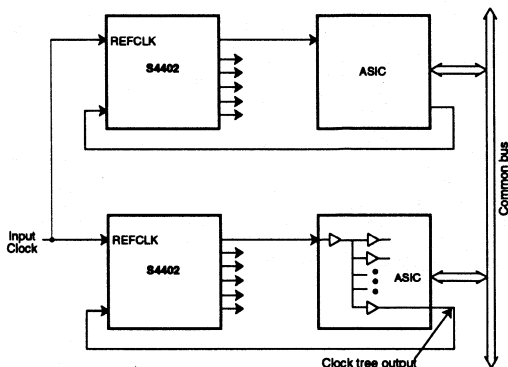 REFCLK
S4402
ASIC
Common bus
Input
Clock
REFCLK
S4402
ASIC
Clock tree output